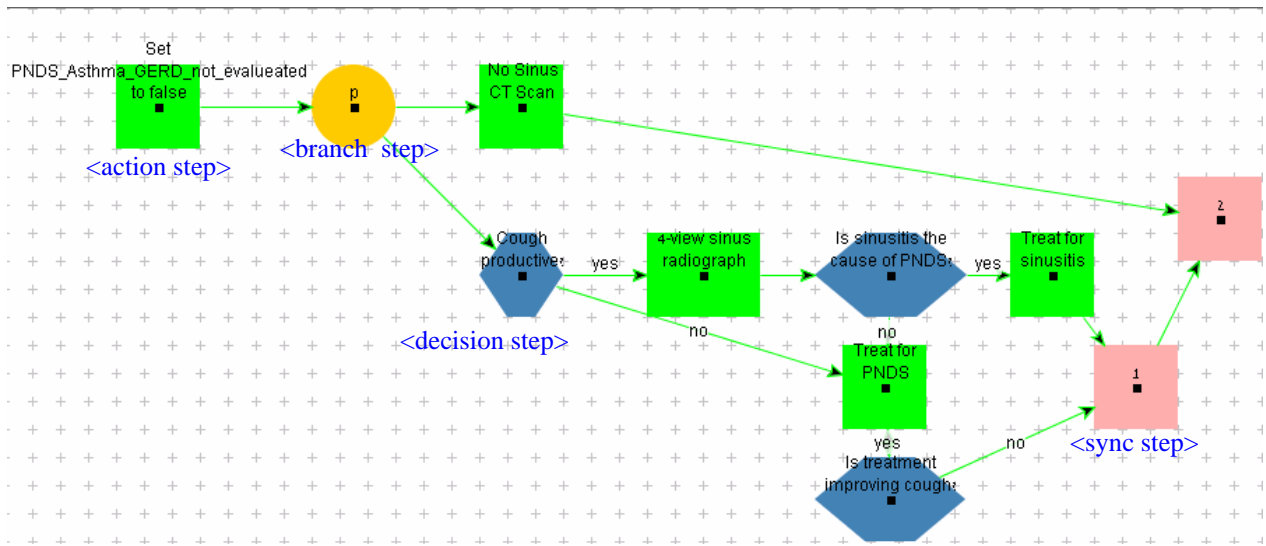 Set
PNDS_Asthma_GERD_not_evalueated
to false
<action step>
p
<branch step>
No Sinus
CT Scan
2
Cough
productive?
<decision step>
yes
4-view sinus
radiograph
Is sinusitis the
cause of PNDS?
yes
Treat for
sinusitis
no
no
Treat for
PNDS
1
<sync step>
yes
no
Is treatment
improving cough?